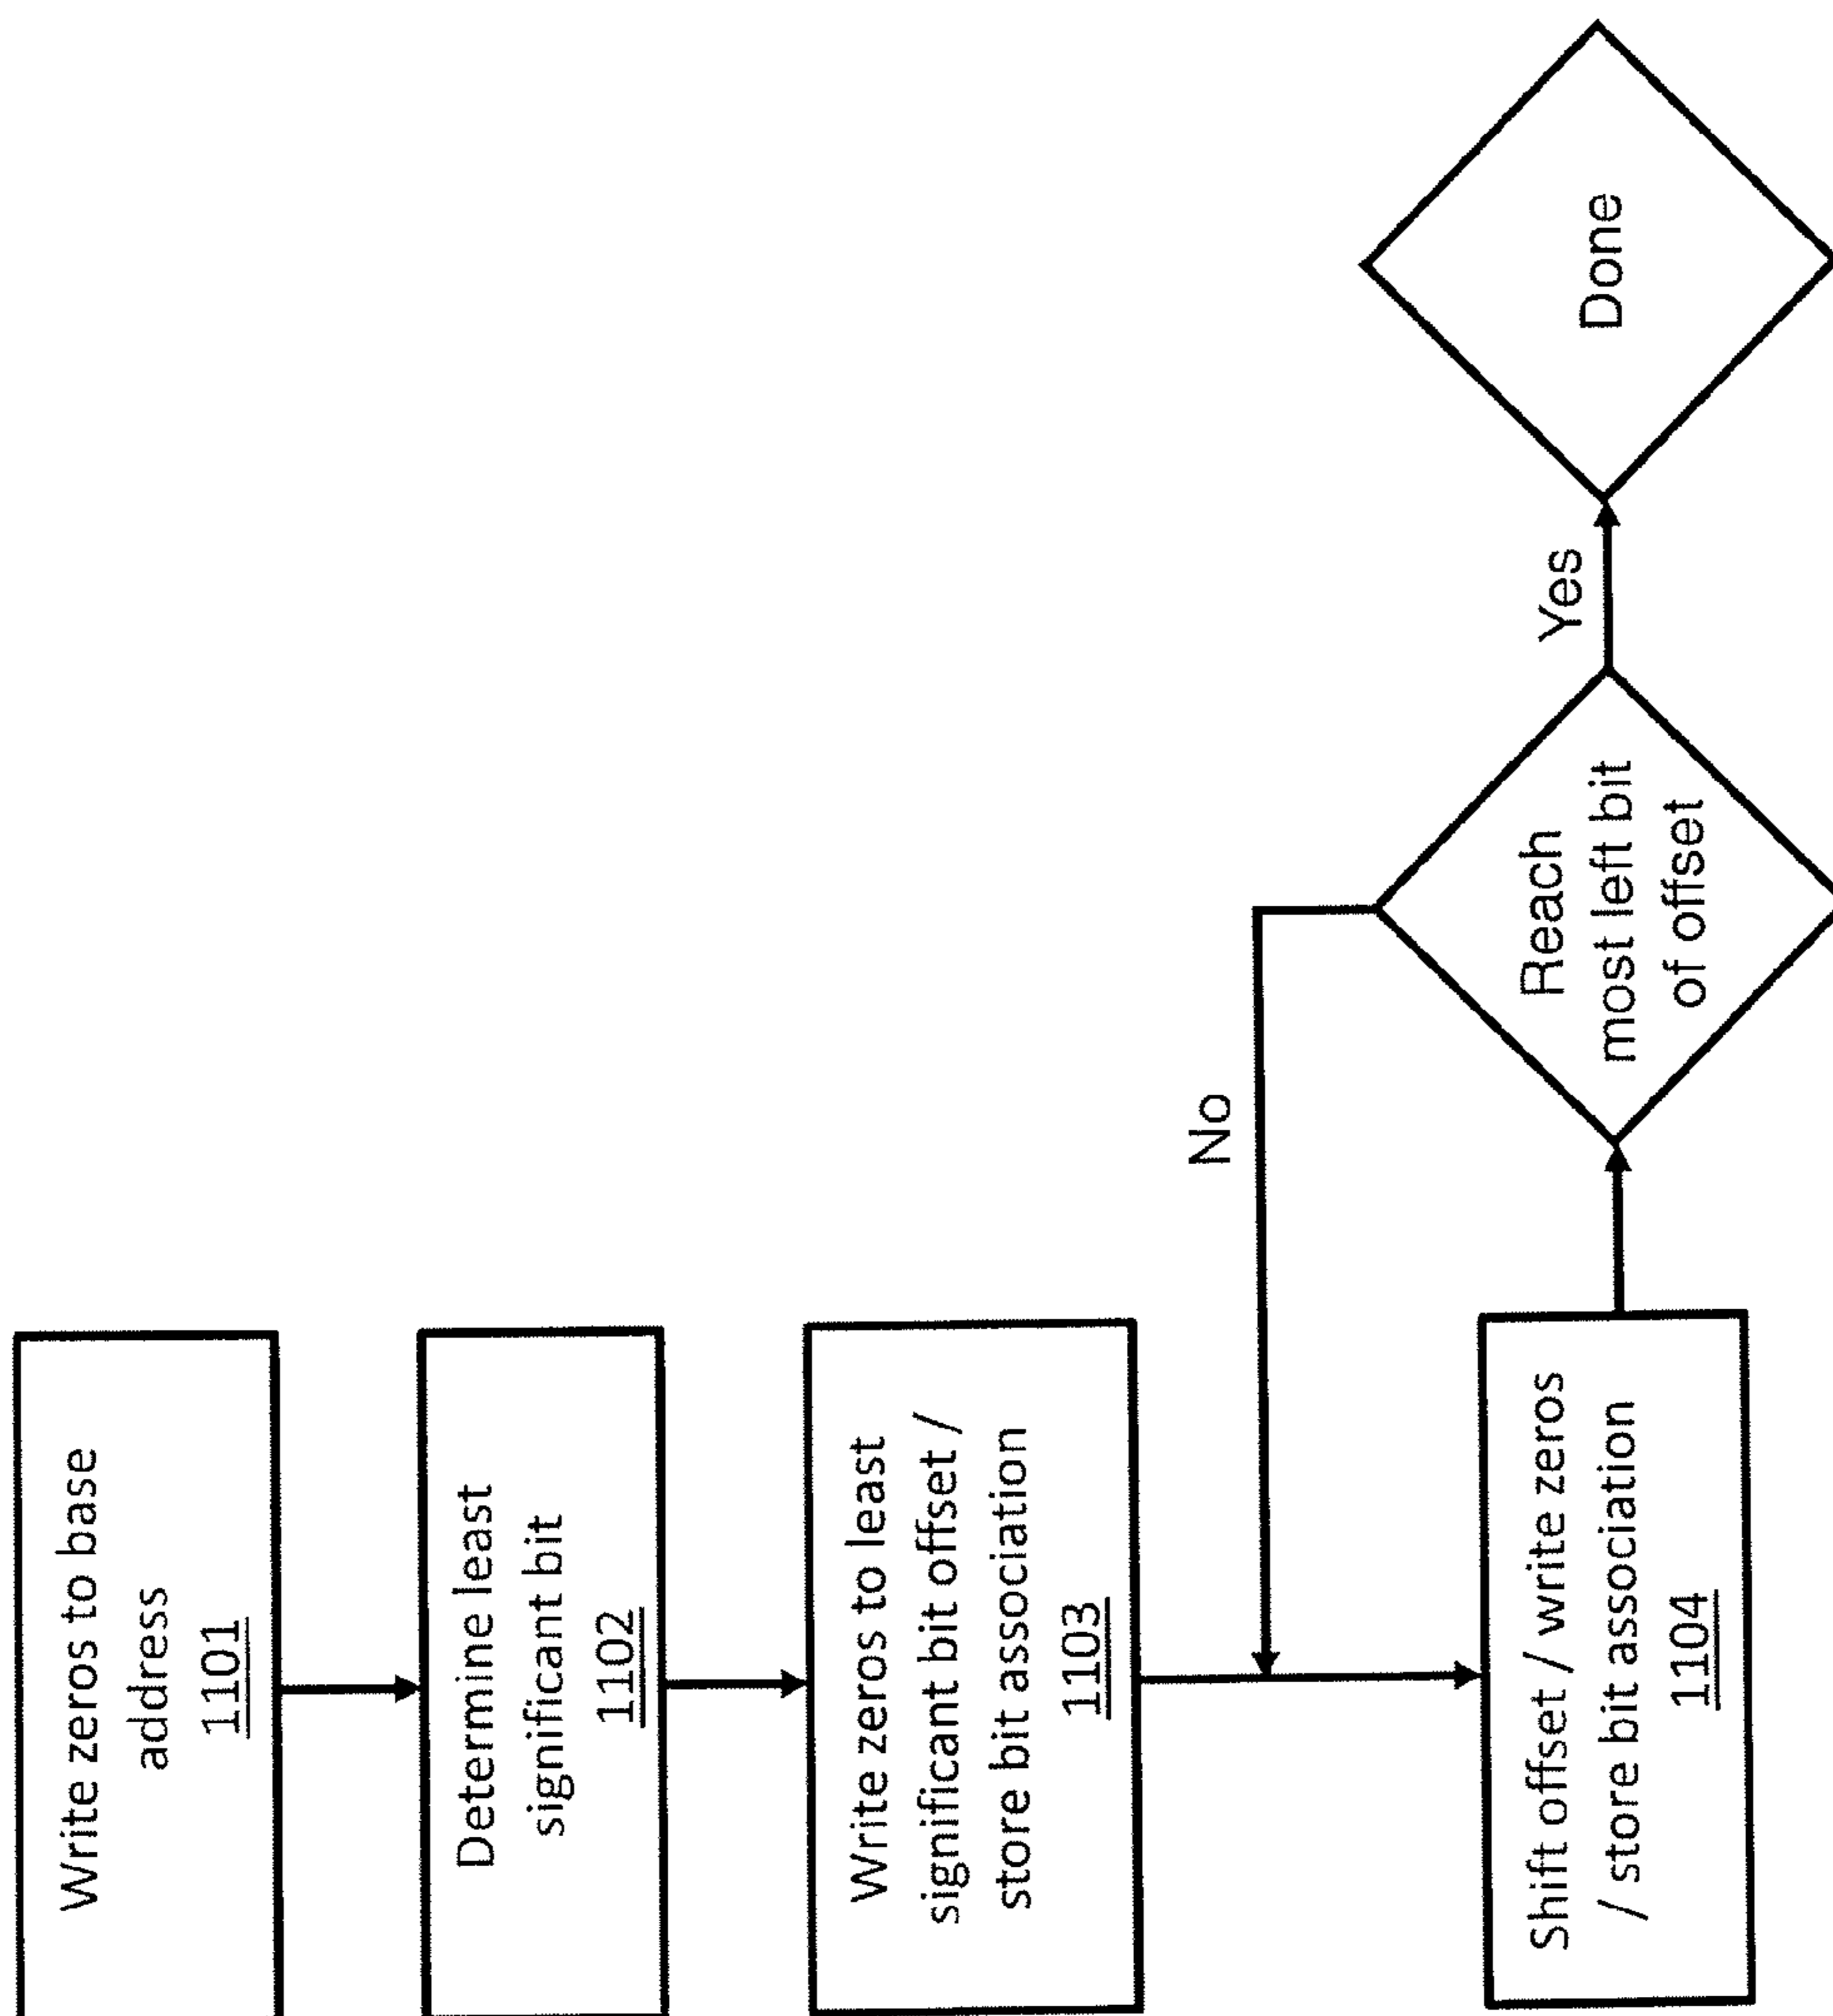 Write zeros to base
address
1101
Determine least
significant bit
1102
Write zeros to least
significant bit offset /
store bit association
1103
Shift offset / write zeros
/ store bit association
1104
No
Reach
most left bit
of offset
Yes
Done